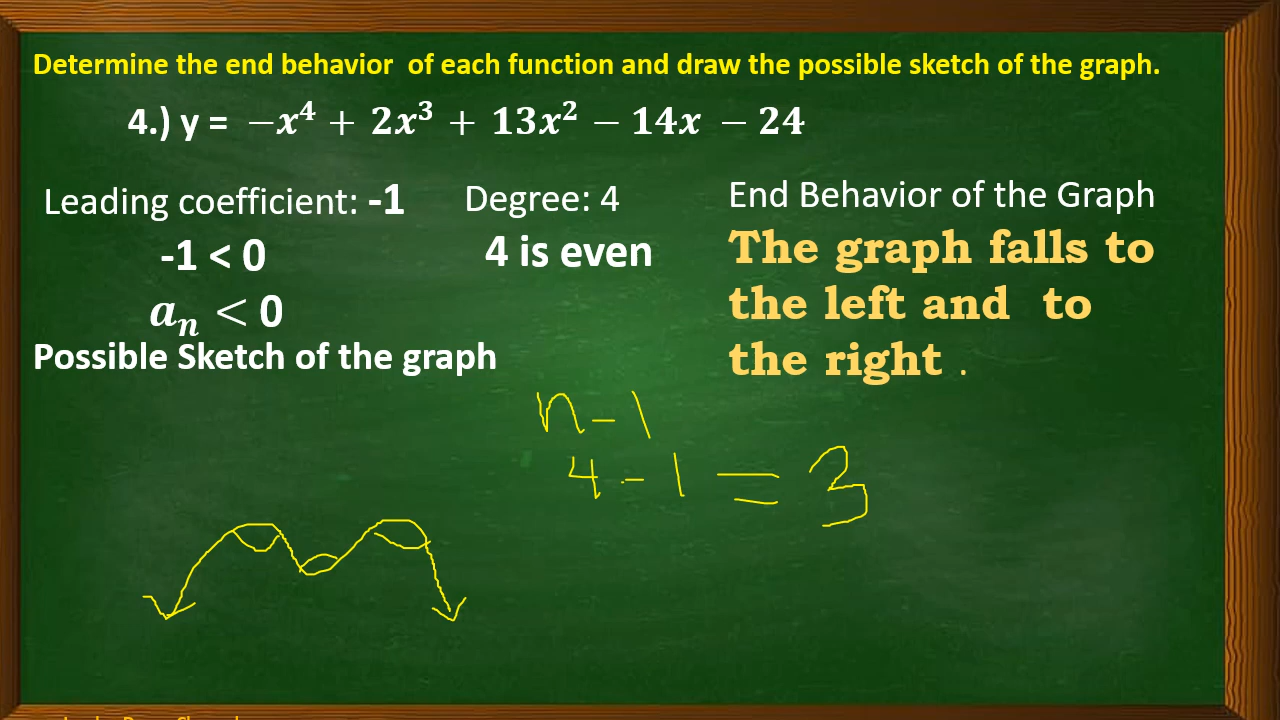 Determine the end behavior of each function and draw the possible sketch of the graph.
4.) y = −x⁴ + 2x³ + 13x² − 14x − 24
Leading coefficient: -1
-1 < 0
aₙ < 0
Degree: 4
4 is even
End Behavior of the Graph
The graph falls to
the left and to
the right .
Possible Sketch of the graph
n - 1
4 - 1 = 3